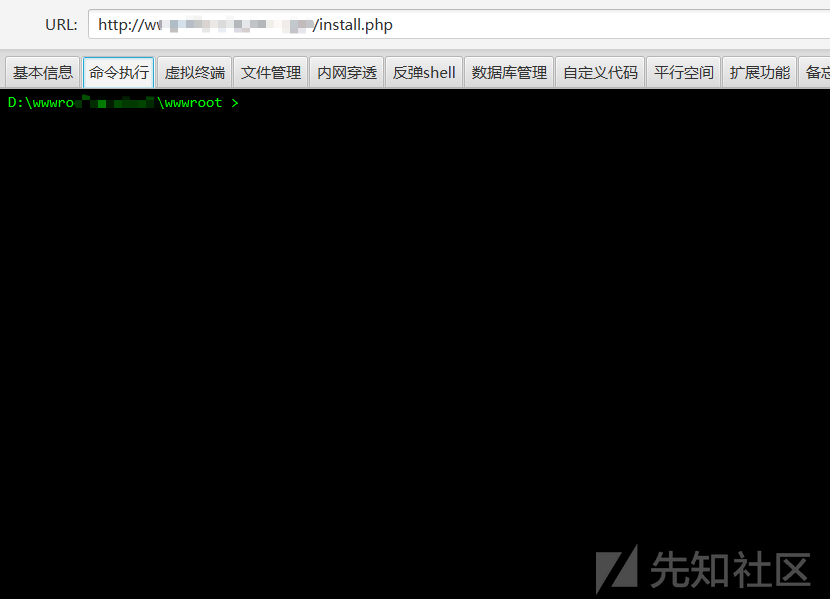 URL: http://w /install.php
基本信息 命令执行 虚拟终端 文件管理 内网穿透 反弹shell 数据库管理 自定义代码 平行空间 扩展功能 备忘
D:\wwwro \wwwroot >
先知社区